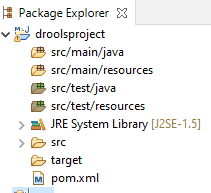 Package Explorer
droolsproject
src/main/java
src/main/resources
src/test/java
src/test/resources
JRE System Library [J2SE-1.5]
src
target
pom.xml